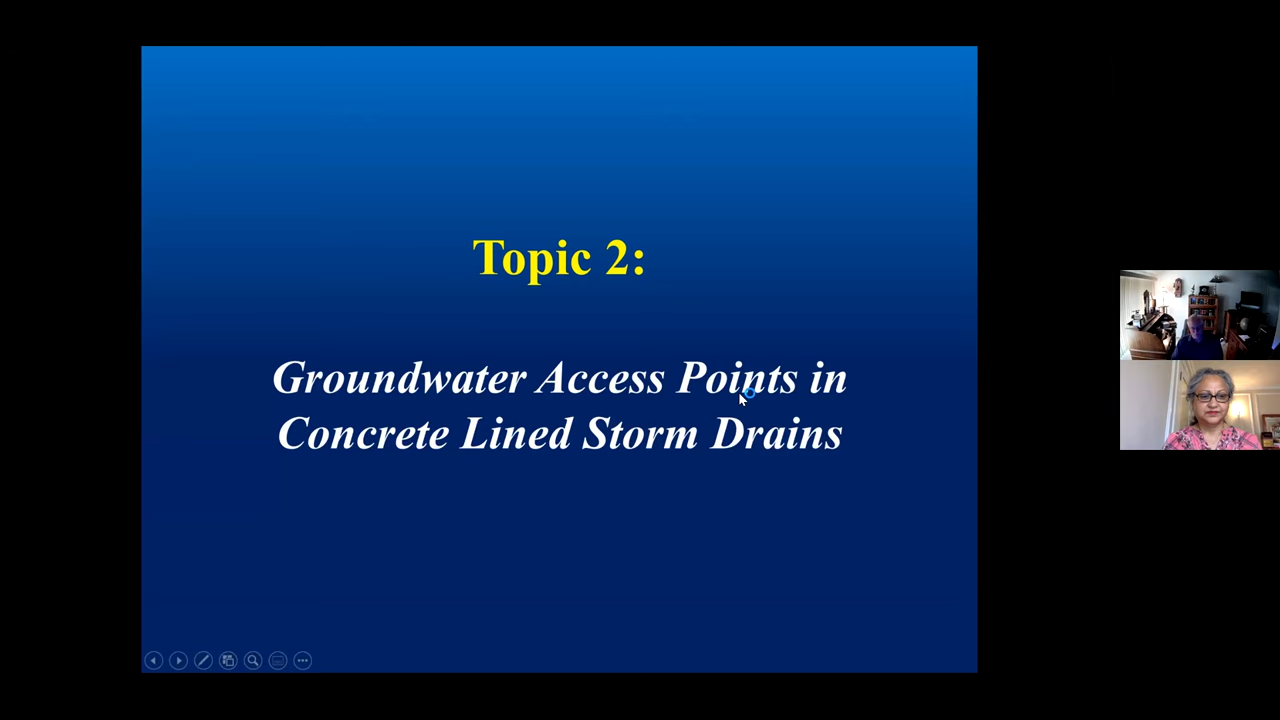 Topic 2:
Groundwater Access Points in
Concrete Lined Storm Drains